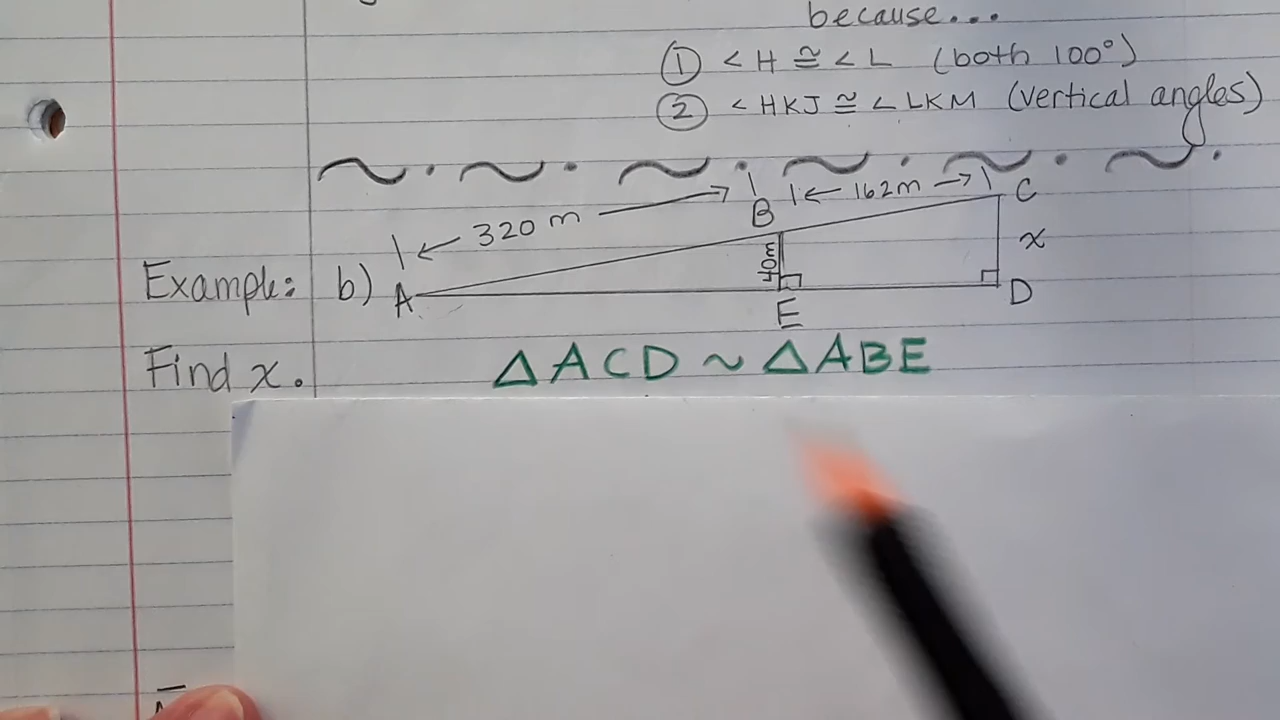 because...
① < H ≅ < L (both 100°)
② < HKJ ≅ < LKM (vertical angles)
320 m
162m
B
C
40m
x
Example: b)
A
E
D
Find x.
△ACD ~ △ABE